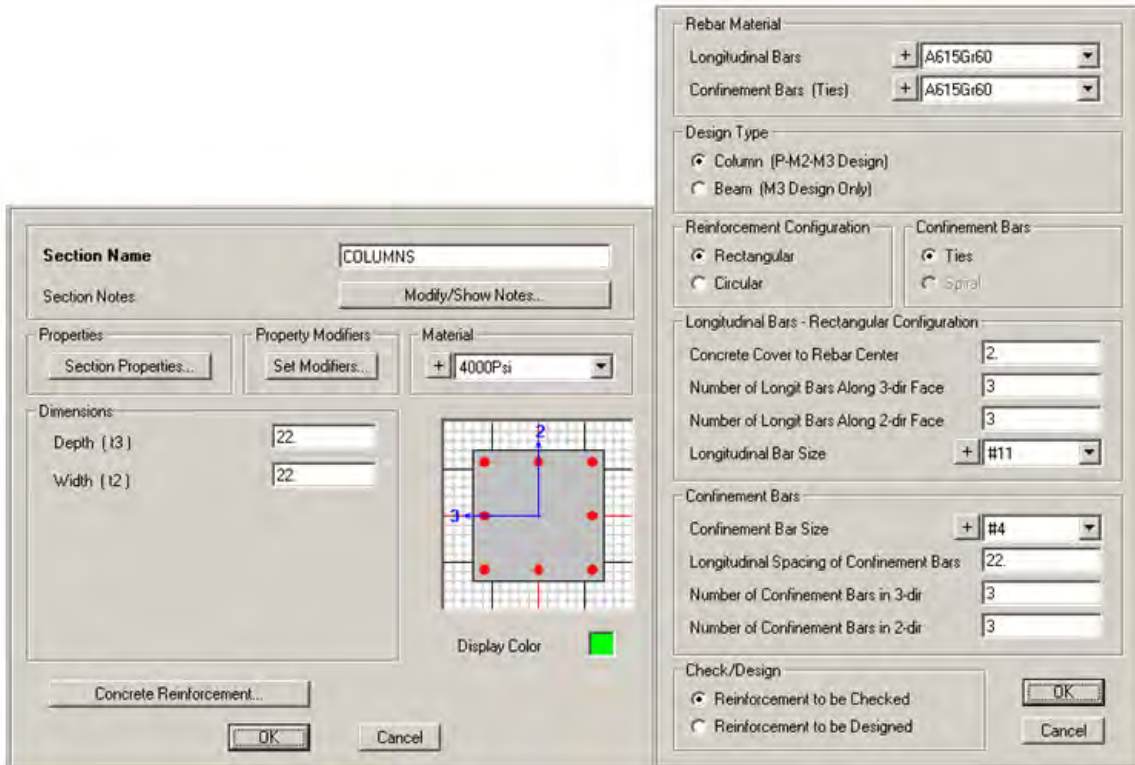 Section Name COLUMNS
Section Notes Modify/Show Notes...
Properties Property Modifiers Material
Section Properties... Set Modifiers... + 4000Psi
Dimensions
Depth ( t3 ) 22.
Width ( t2 ) 22.
2
3
Display Color
Concrete Reinforcement...
OK Cancel
Rebar Material
Longitudinal Bars + A615Gr60
Confinement Bars (Ties) + A615Gr60
Design Type
Column (P-M2-M3 Design)
Beam (M3 Design Only)
Reinforcement Configuration Confinement Bars
Rectangular Ties
Circular Spiral
Longitudinal Bars - Rectangular Configuration
Concrete Cover to Rebar Center 2.
Number of Longit Bars Along 3-dir Face 3
Number of Longit Bars Along 2-dir Face 3
Longitudinal Bar Size + #11
Confinement Bars
Confinement Bar Size + #4
Longitudinal Spacing of Confinement Bars 22.
Number of Confinement Bars in 3-dir 3
Number of Confinement Bars in 2-dir 3
Check/Design
Reinforcement to be Checked OK
Reinforcement to be Designed Cancel